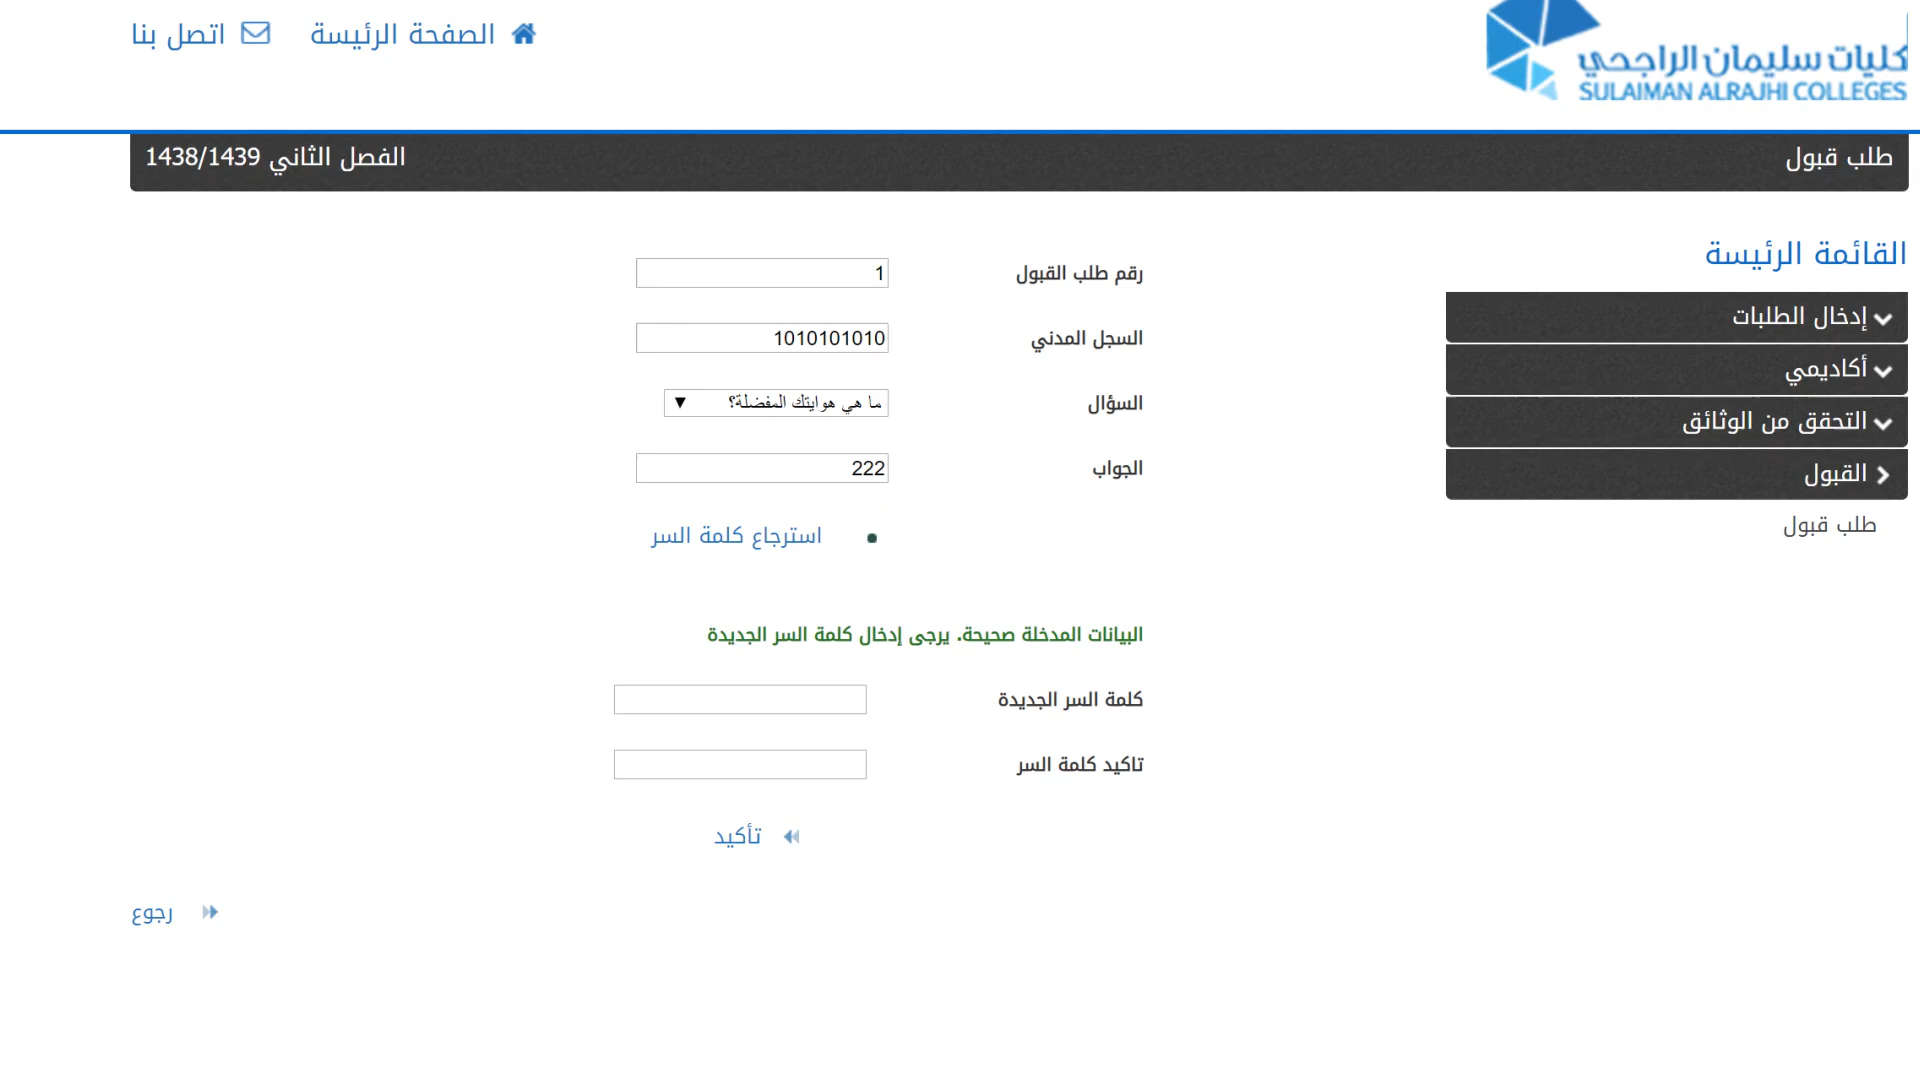 الصفحة الرئيسة
اتصل بنا
كليات سليمان الراجحي
SULAIMAN ALRAJHI COLLEGES
طلب قبول
الفصل الثاني 1438/1439
القائمة الرئيسة
إدخال الطلبات
أكاديمي
التحقق من الوثائق
القبول
طلب قبول
رقم طلب القبول 1
السجل المدني 1010101010
السؤال ما هي هوايتك المفضلة؟
الجواب 222
استرجاع كلمة السر
البيانات المدخلة صحيحة. يرجى إدخال كلمة السر الجديدة
كلمة السر الجديدة
تاكيد كلمة السر
تأكيد
رجوع